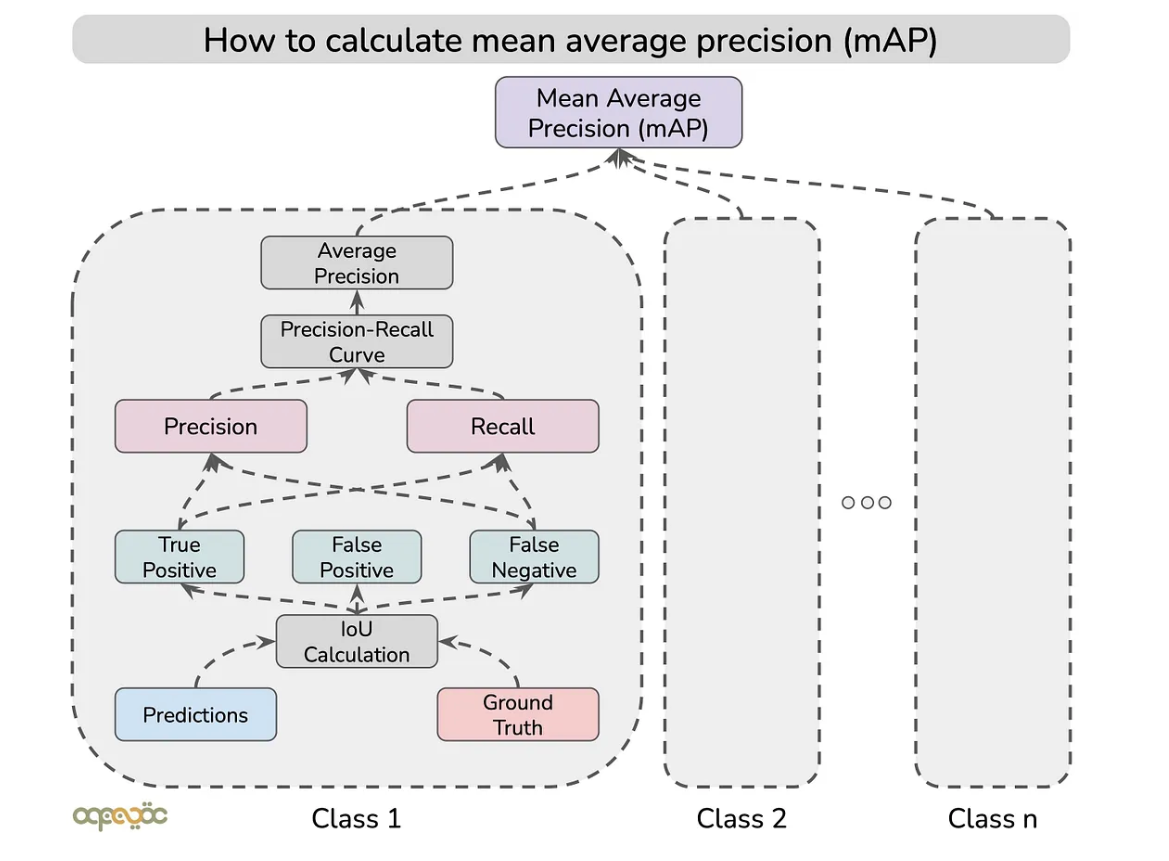 How to calculate mean average precision (mAP)
Mean Average
Precision (mAP)
Average
Precision
Precision-Recall
Curve
Precision
Recall
True
Positive
False
Positive
False
Negative
IoU
Calculation
Predictions
Ground
Truth
Class 1
Class 2
Class n